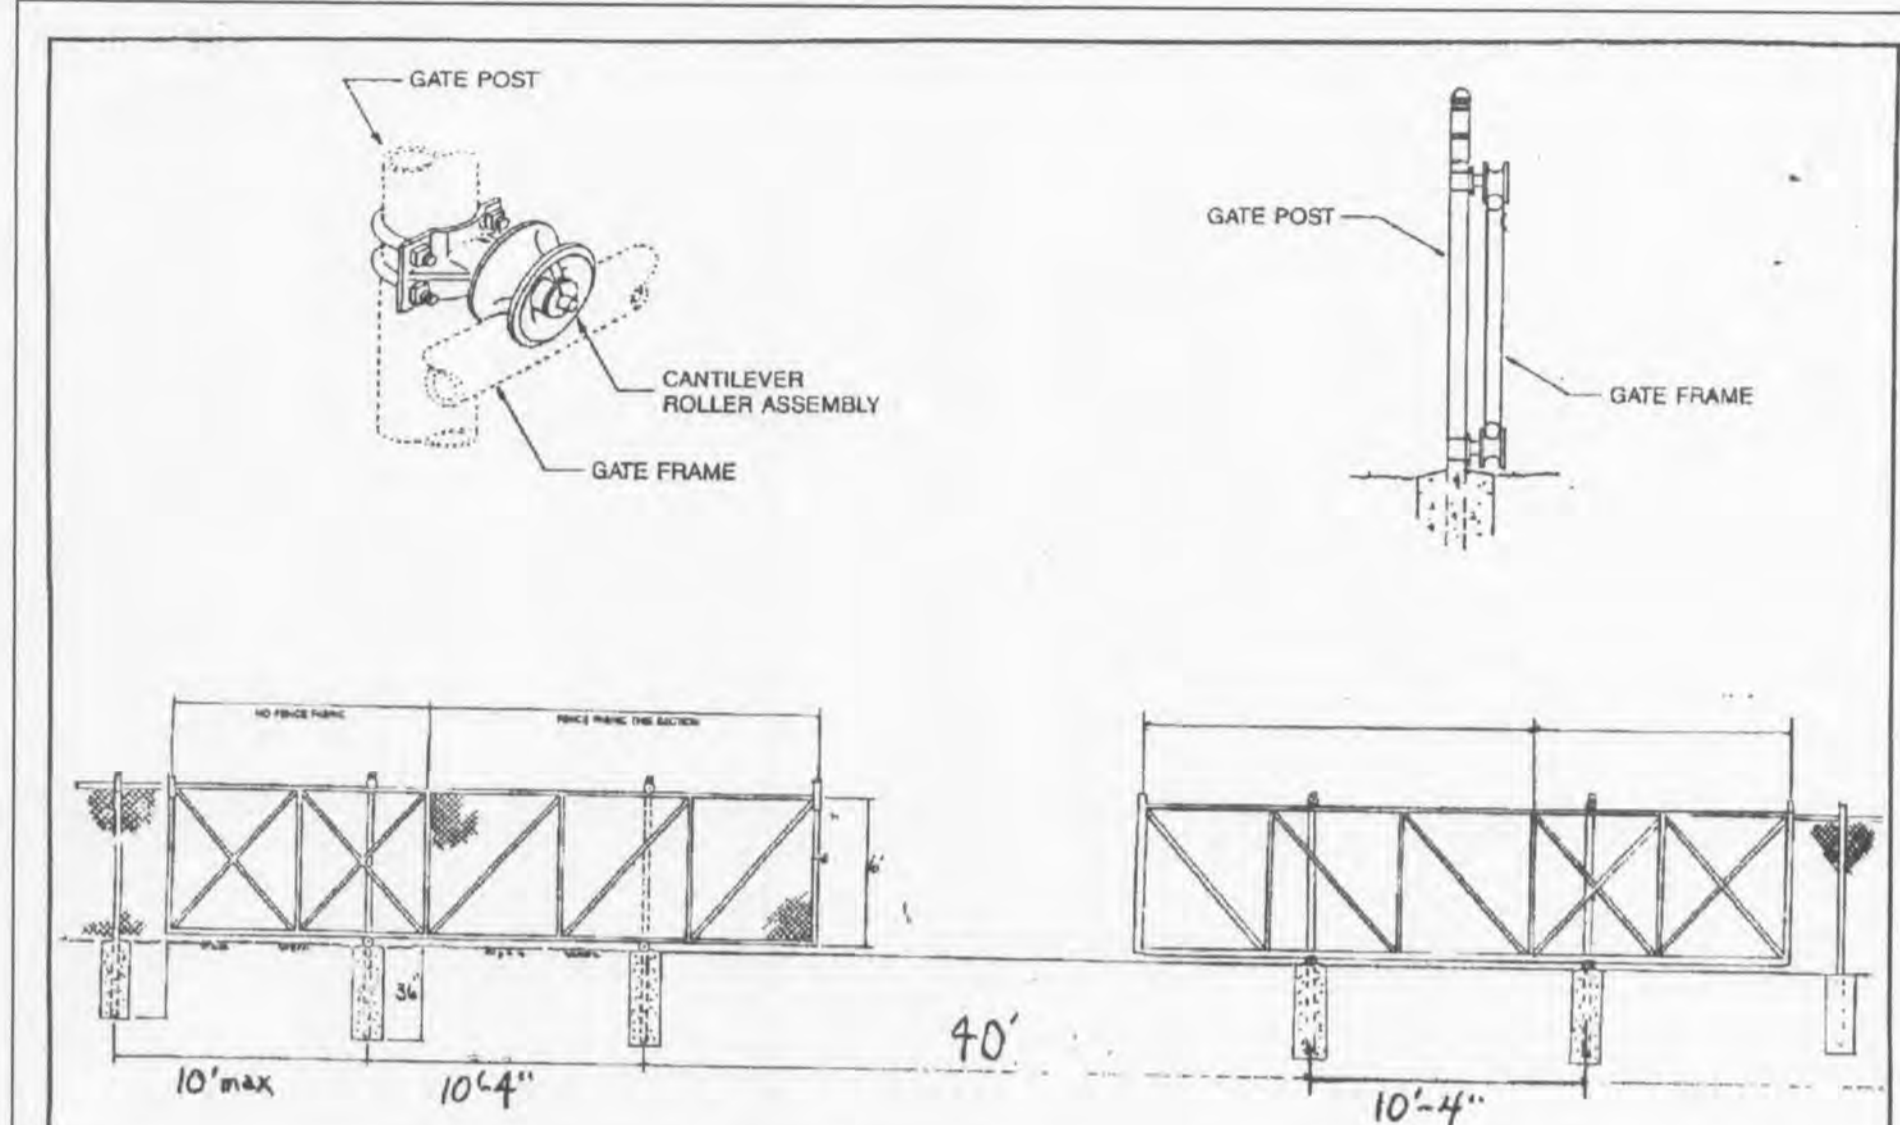 GATE POST
CANTILEVER
ROLLER ASSEMBLY
GATE FRAME
GATE POST
GATE FRAME
NO FENCE FABRIC
FENCE FABRIC THIS SECTION
6'
36
40'
10' max
10'-4"
10'-4"